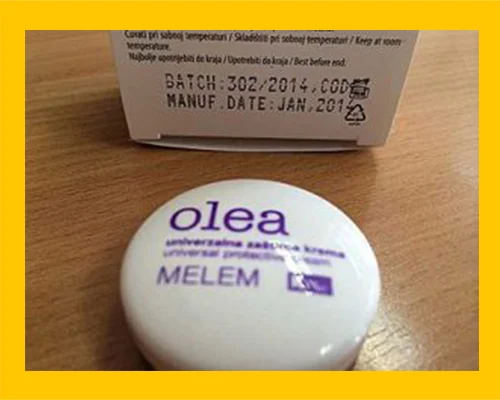 Čuvati pri sobnoj temperaturi / Skladištiti pri sobnoj temperaturi / Keep at room
temperature.
Najbolje upotrijebiti do kraja / Upotrebiti do kraja / Best before end.
BATCH:302/2014,COD
MANUF.DATE:JAN,201
olea
univerzalna zaštitna krema
universal protective
MELEM